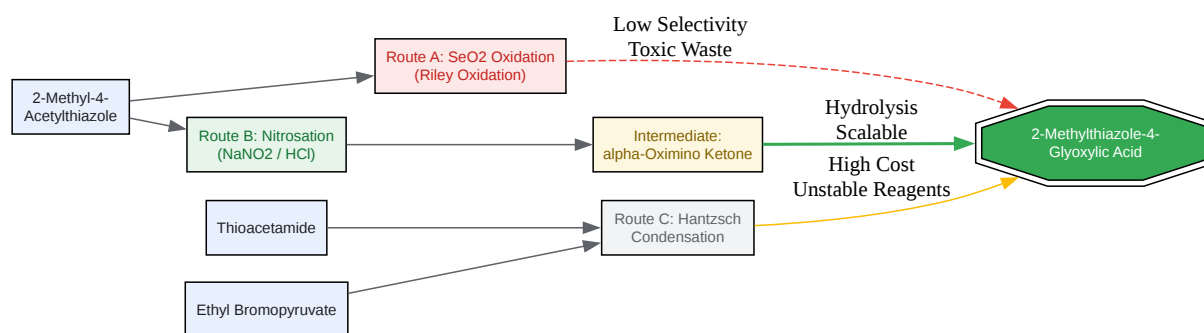 2-Methyl-4-
Acetylthiazole
Route A: SeO2 Oxidation
(Riley Oxidation)
Low Selectivity
Toxic Waste
Route B: Nitrosation
(NaNO2 / HCl)
Intermediate:
alpha-Oximino Ketone
Hydrolysis
Scalable
2-Methylthiazole-4-
Glyoxylic Acid
High Cost
Unstable Reagents
Thioacetamide
Route C: Hantzsch
Condensation
Ethyl Bromopyruvate